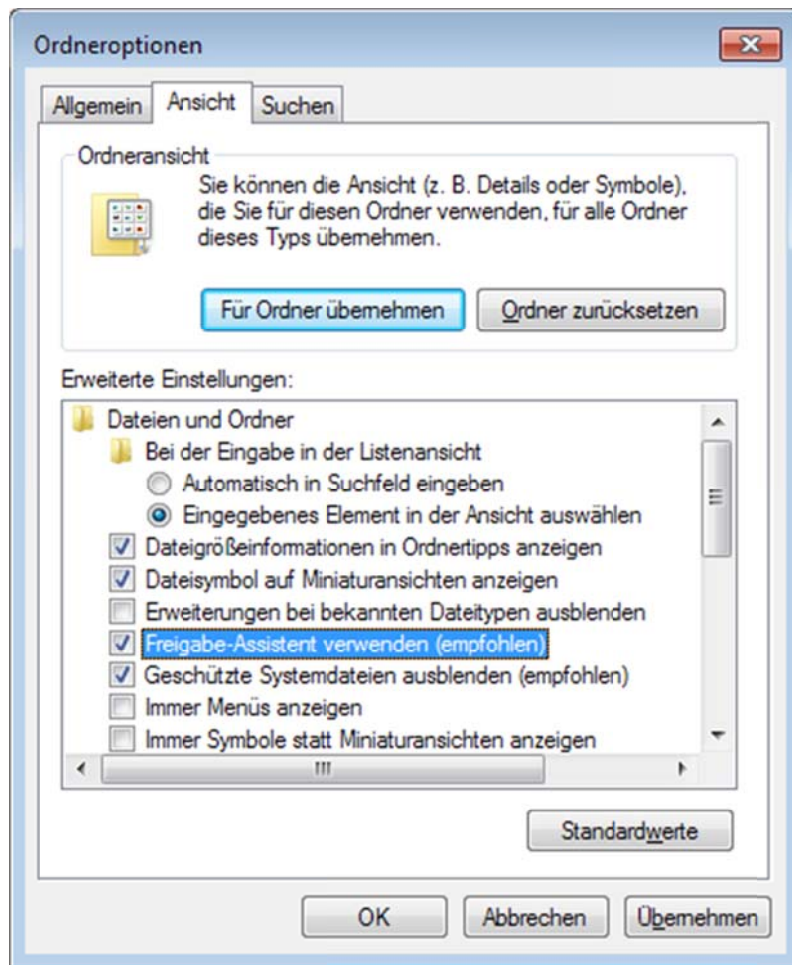 Ordneroptionen
Allgemein Ansicht Suchen
Ordneransicht
Sie können die Ansicht (z. B. Details oder Symbole),
die Sie für diesen Ordner verwenden, für alle Ordner
dieses Typs übernehmen.
Für Ordner übernehmen Ordner zurücksetzen
Erweiterte Einstellungen:
Dateien und Ordner
Bei der Eingabe in der Listenansicht
Automatisch in Suchfeld eingeben
Eingegebenes Element in der Ansicht auswählen
Dateigrößeinformationen in Ordnertipps anzeigen
Dateisymbol auf Miniaturansichten anzeigen
Erweiterungen bei bekannten Dateitypen ausblenden
Freigabe-Assistent verwenden (empfohlen)
Geschützte Systemdateien ausblenden (empfohlen)
Immer Menüs anzeigen
Immer Symbole statt Miniaturansichten anzeigen
Standardwerte
OK Abbrechen Übernehmen